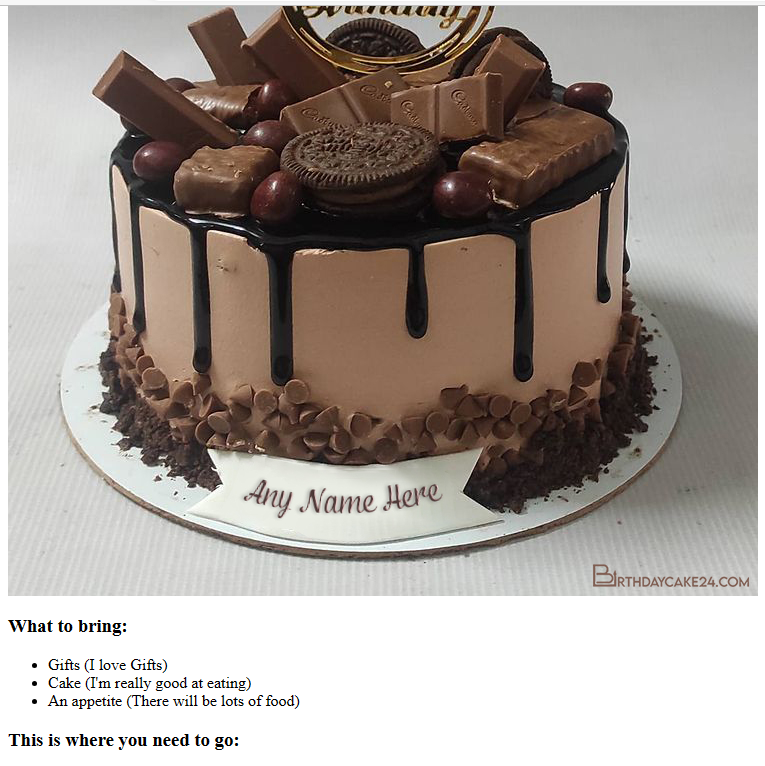 Any Name Here
BIRTHDAYCAKE24.COM
What to bring:
Gifts (I love Gifts)
Cake (I'm really good at eating)
An appetite (There will be lots of food)
This is where you need to go: